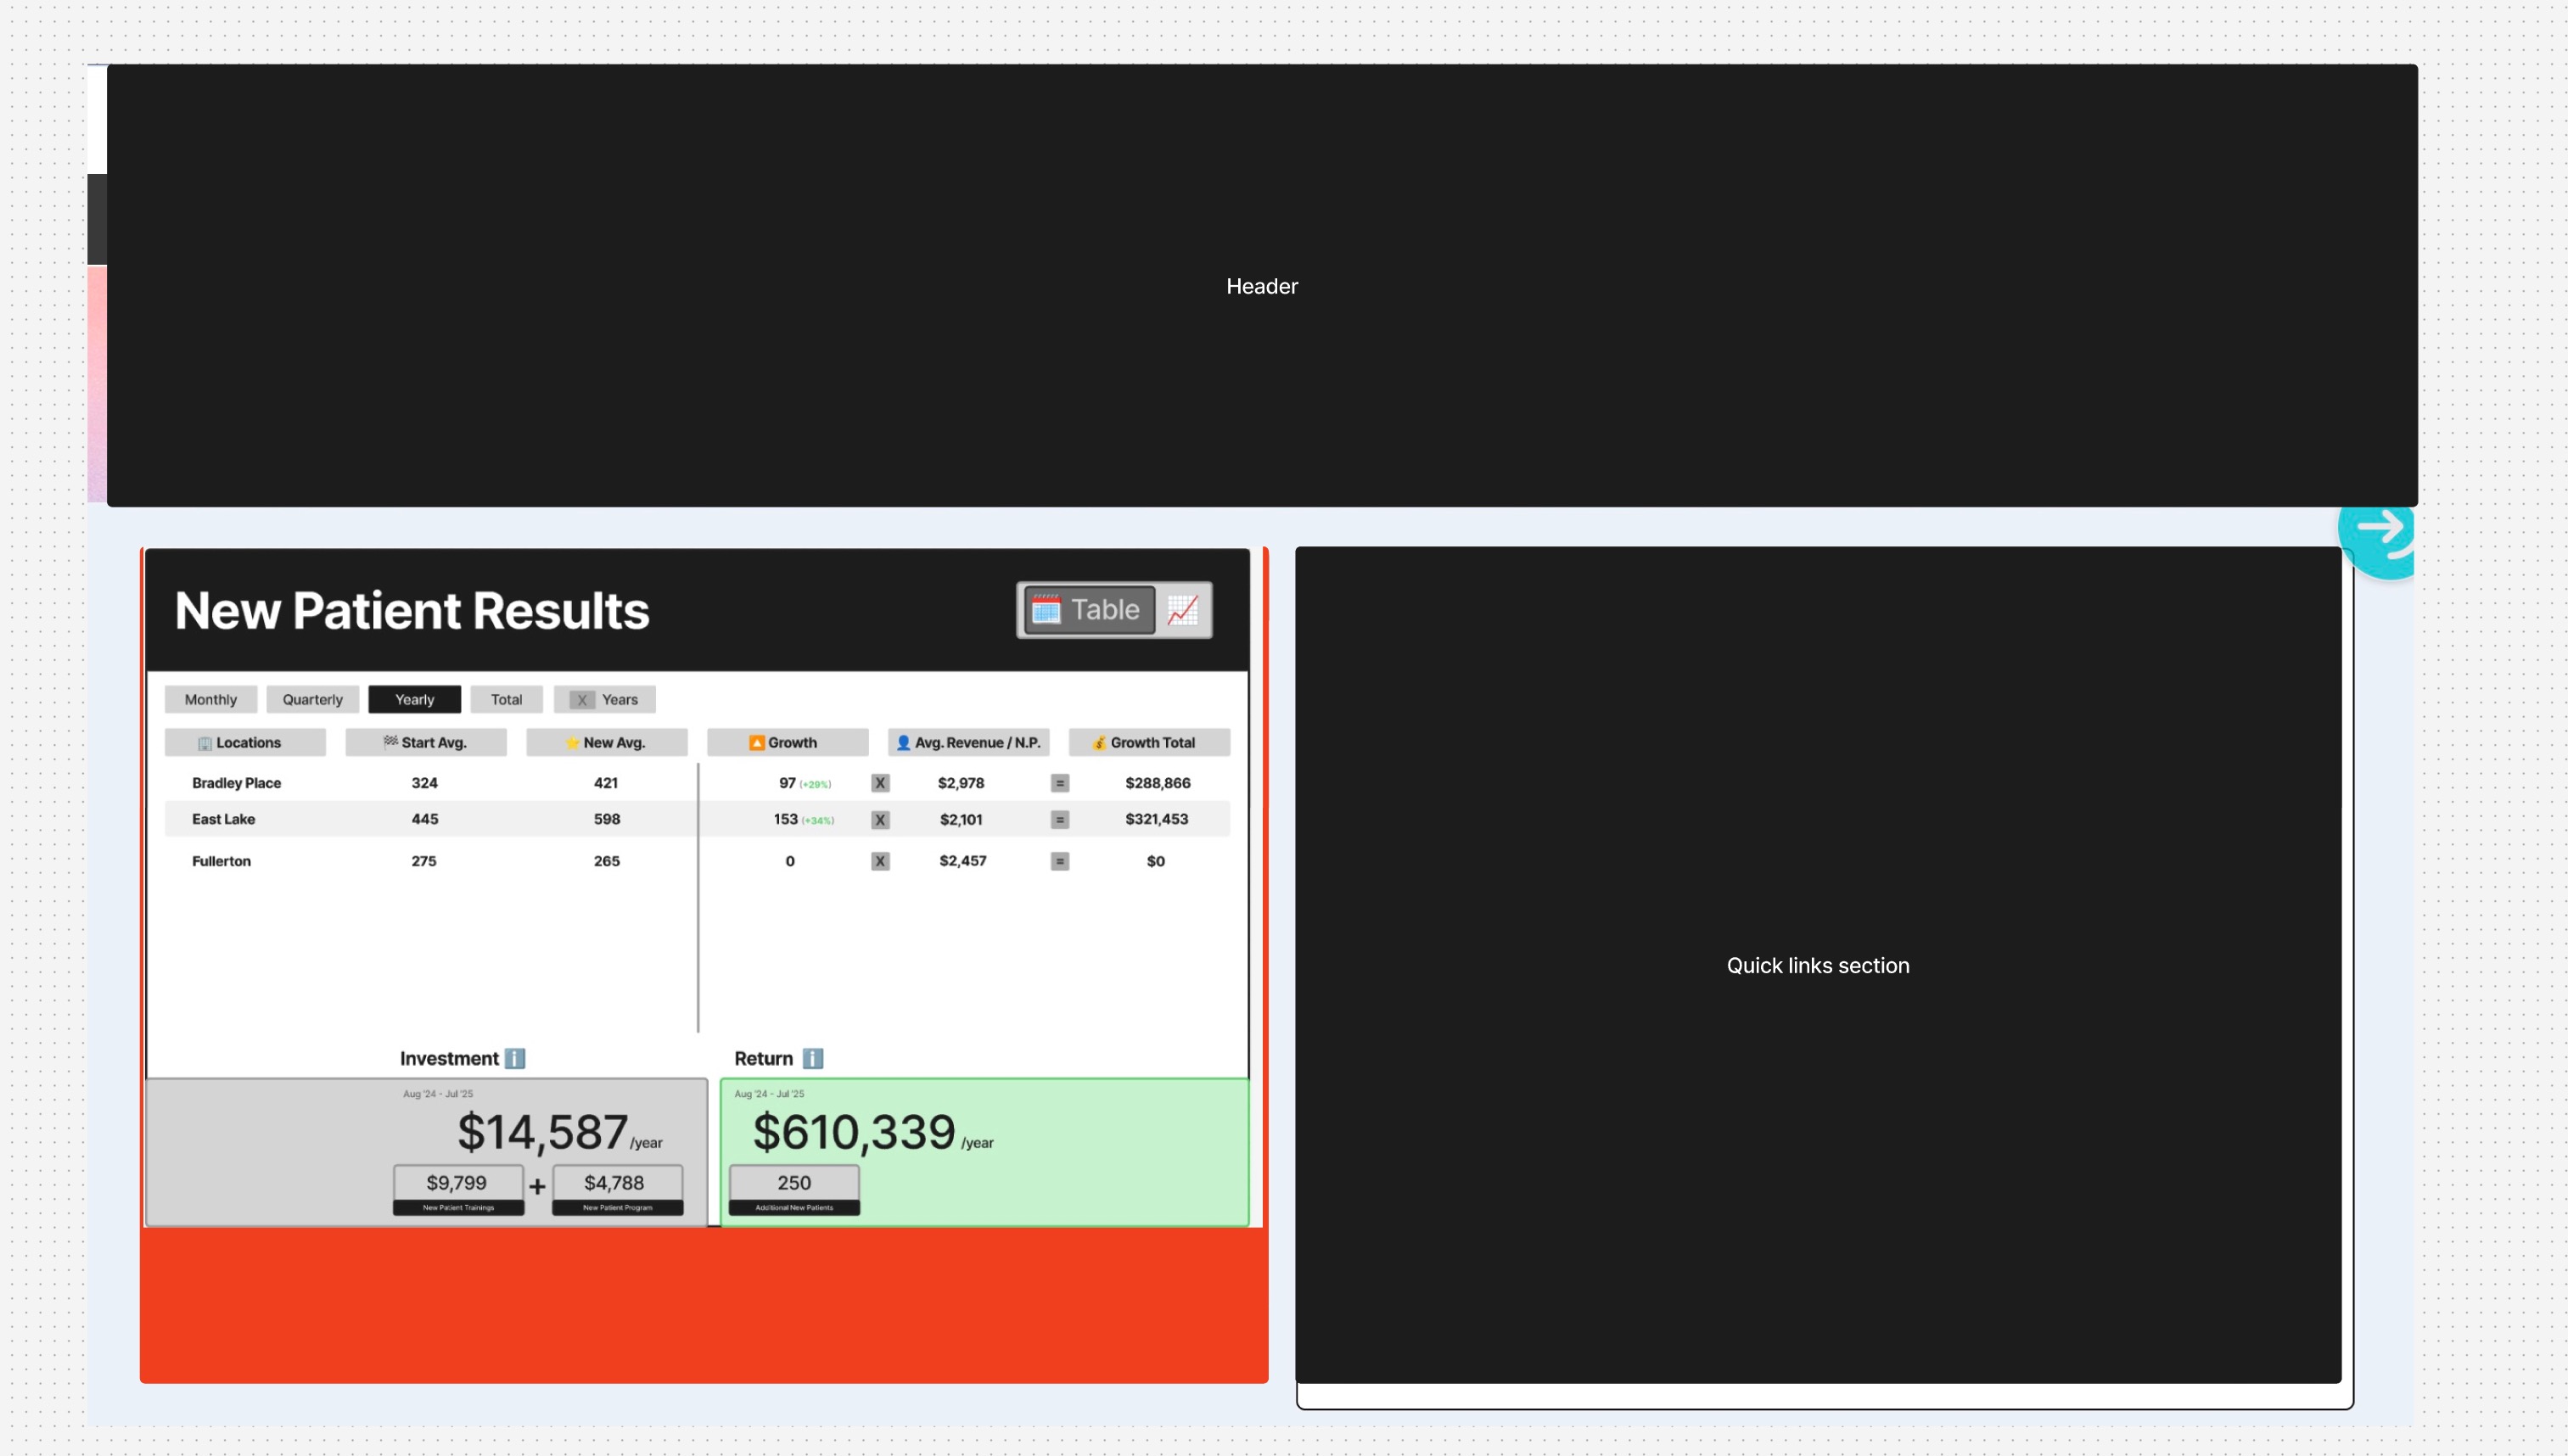 Header
New Patient Results
Table
Monthly Quarterly Yearly Total X Years
Locations Start Avg. New Avg. Growth Avg. Revenue / N.P. Growth Total
Bradley Place 324 421 97 (+29%) X $2,978 = $288,866
East Lake 445 598 153 (+34%) X $2,101 = $321,453
Fullerton 275 265 0 X $2,457 = $0
Quick links section
Investment i Return i
Aug '24 - Jul '25 Aug '24 - Jul '25
$14,587 /year $610,339 /year
$9,799 + $4,788 250
New Patient Trainings New Patient Program Additional New Patients